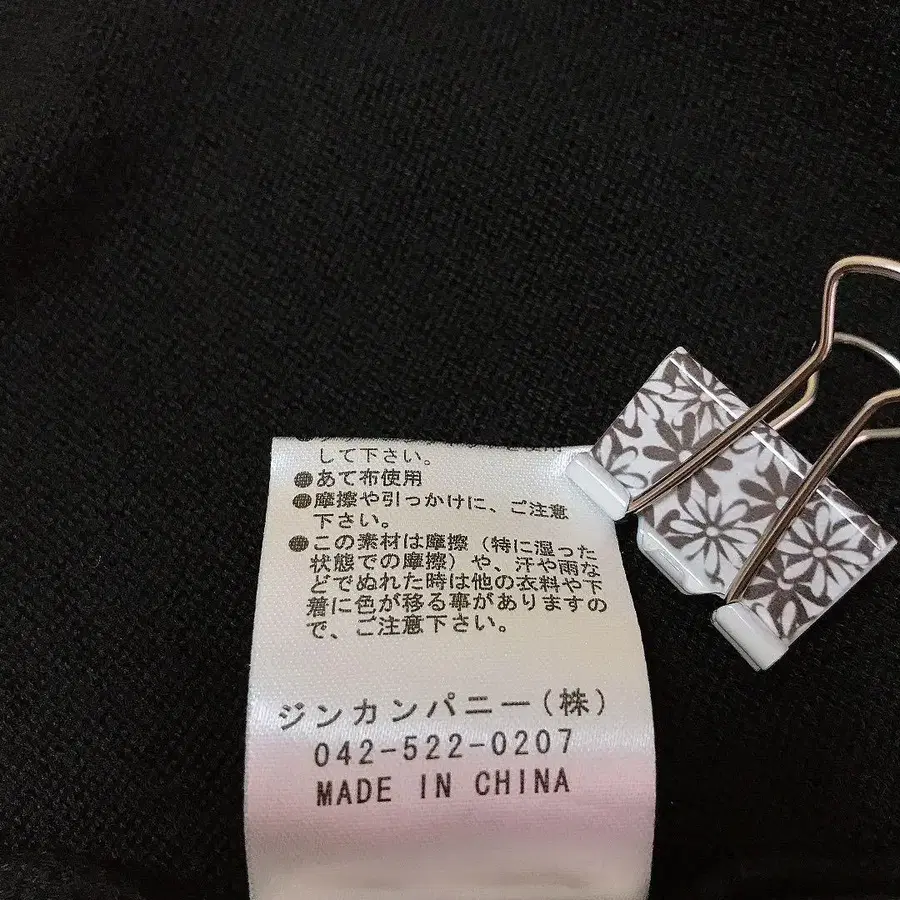 して下さい。
●あて布使用
●摩擦や引っかけに、ご注意
下さい。
●この素材は摩擦（特に湿った
状態での摩擦）や、汗や雨な
どでぬれた時は他の衣料や下
着に色が移る事がありますの
で、ご注意下さい。
ジンカンパニー（株）
042-522-0207
MADE IN CHINA